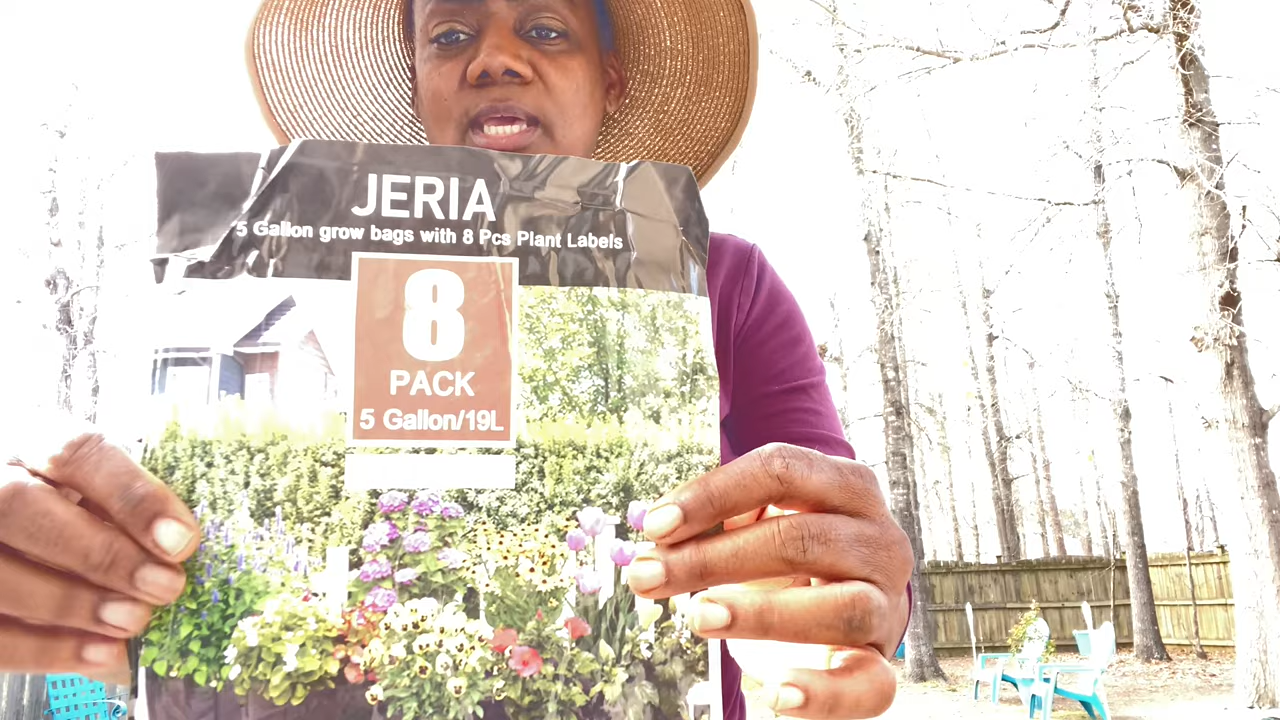 JERIA
5 Gallon grow bags with 8 Pcs Plant Labels
8
PACK
5 Gallon/19L